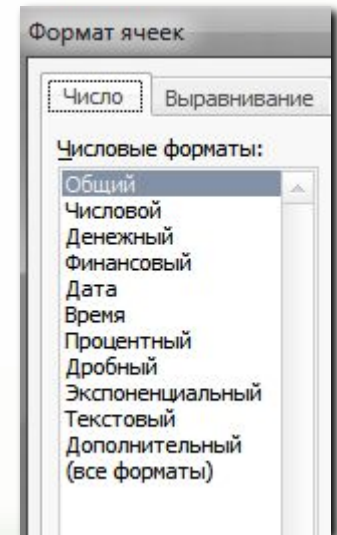 Формат ячеек
Число Выравнивание
Числовые форматы:
Общий
Числовой
Денежный
Финансовый
Дата
Время
Процентный
Дробный
Экспоненциальный
Текстовый
Дополнительный
(все форматы)